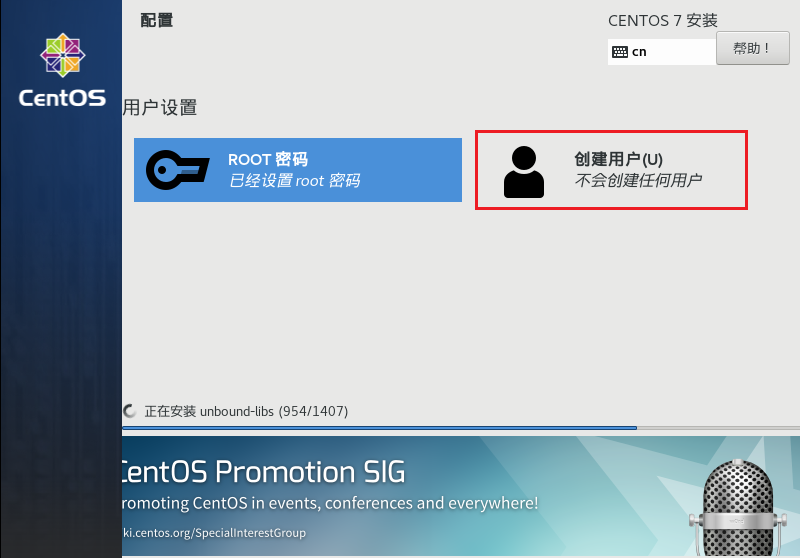 配置
CENTOS 7 安装
cn
帮助！
CentOS
用户设置
ROOT 密码
已经设置 root 密码
创建用户(U)
不会创建任何用户
正在安装 unbound-libs (954/1407)
CentOS Promotion SIG
romoting CentOS in events, conferences and everywhere!
ki.centos.org/SpecialInterestGroup